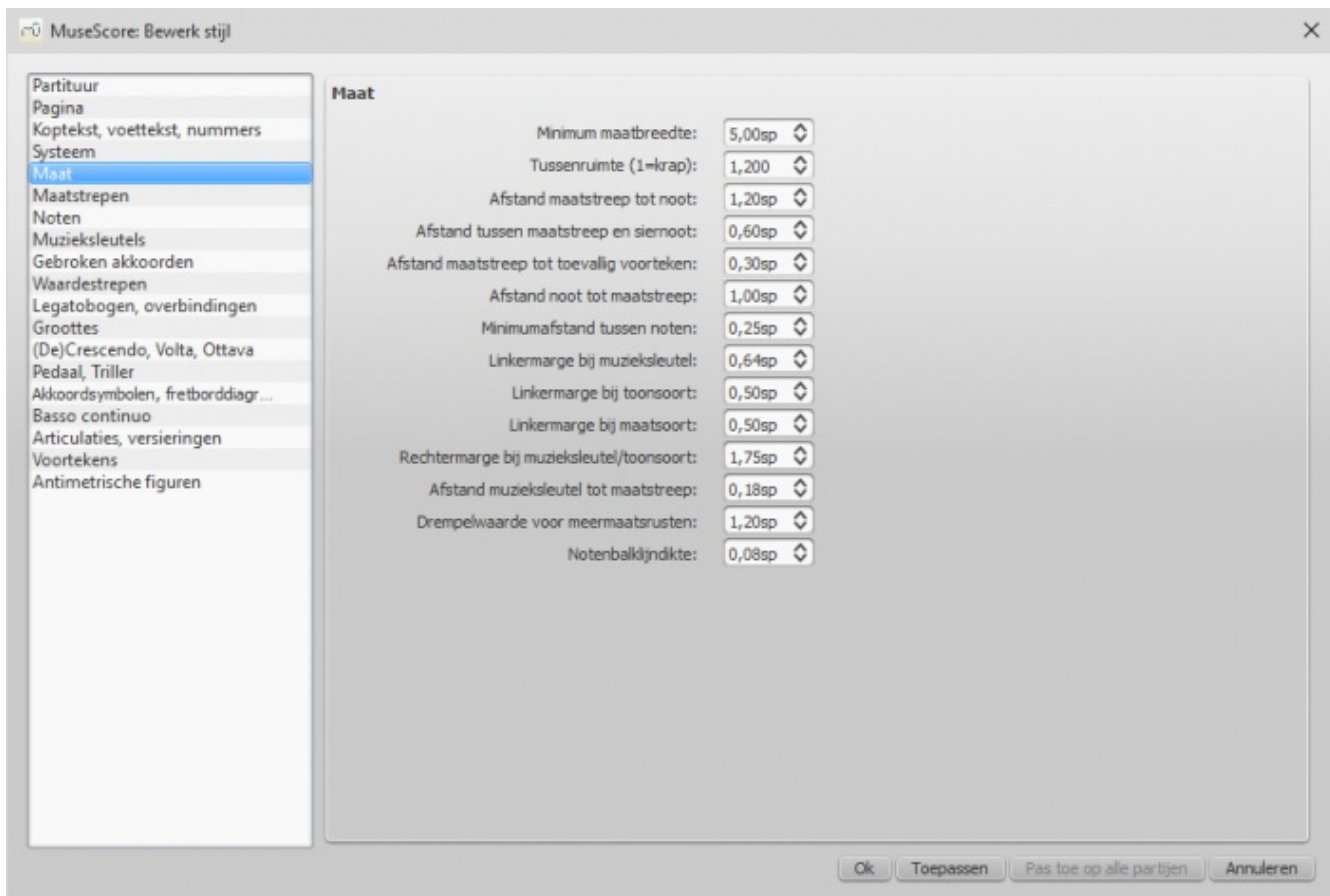 MuseScore: Bewerk stijl
Partituur
Pagina
Koptekst, voettekst, nummers
Systeem
Maat
Maatstrepen
Noten
Muzieksleutels
Gebroken akkoorden
Waardestrepen
Legatobogen, overbindingen
Groottes
(De)Crescendo, Volta, Ottava
Pedaal, Triller
Akkoordsymbolen, fretborddiagr...
Basso continuo
Articulaties, versieringen
Voortekens
Antimetrische figuren
Maat
Minimum maatbreedte: 5,00sp
Tussenruimte (1=krap): 1,200
Afstand maatstreep tot noot: 1,20sp
Afstand tussen maatstreep en siernoot: 0,60sp
Afstand maatstreep tot toevallig voorteken: 0,30sp
Afstand noot tot maatstreep: 1,00sp
Minimumafstand tussen noten: 0,25sp
Linkermarge bij muzieksleutel: 0,64sp
Linkermarge bij toonsoort: 0,50sp
Linkermarge bij maatsoort: 0,50sp
Rechtermarge bij muzieksleutel/toonsoort: 1,75sp
Afstand muzieksleutel tot maatstreep: 0,18sp
Drempelwaarde voor meermaatsrusten: 1,20sp
Notenbalklijndikte: 0,08sp
Ok Toepassen Pas toe op alle partijen Annuleren